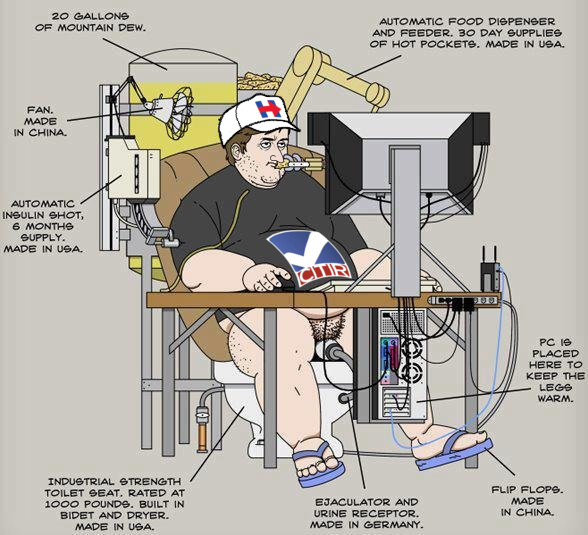 20 GALLONS
OF MOUNTAIN DEW.
AUTOMATIC FOOD DISPENSER
AND FEEDER. 30 DAY SUPPLIES
OF HOT POCKETS. MADE IN USA.
FAN.
MADE
IN CHINA.
H
AUTOMATIC
INSULIN SHOT,
6 MONTHS
SUPPLY.
MADE IN USA.
CTR
PC IS
PLACED
HERE TO
KEEP THE
LEGS
WARM.
INDUSTRIAL STRENGTH
TOILET SEAT. RATED AT
1000 POUNDS. BUILT IN
BIDET AND DRYER.
MADE IN USA.
EJACULATOR AND
URINE RECEPTOR.
MADE IN GERMANY.
FLIP FLOPS.
MADE
IN CHINA.